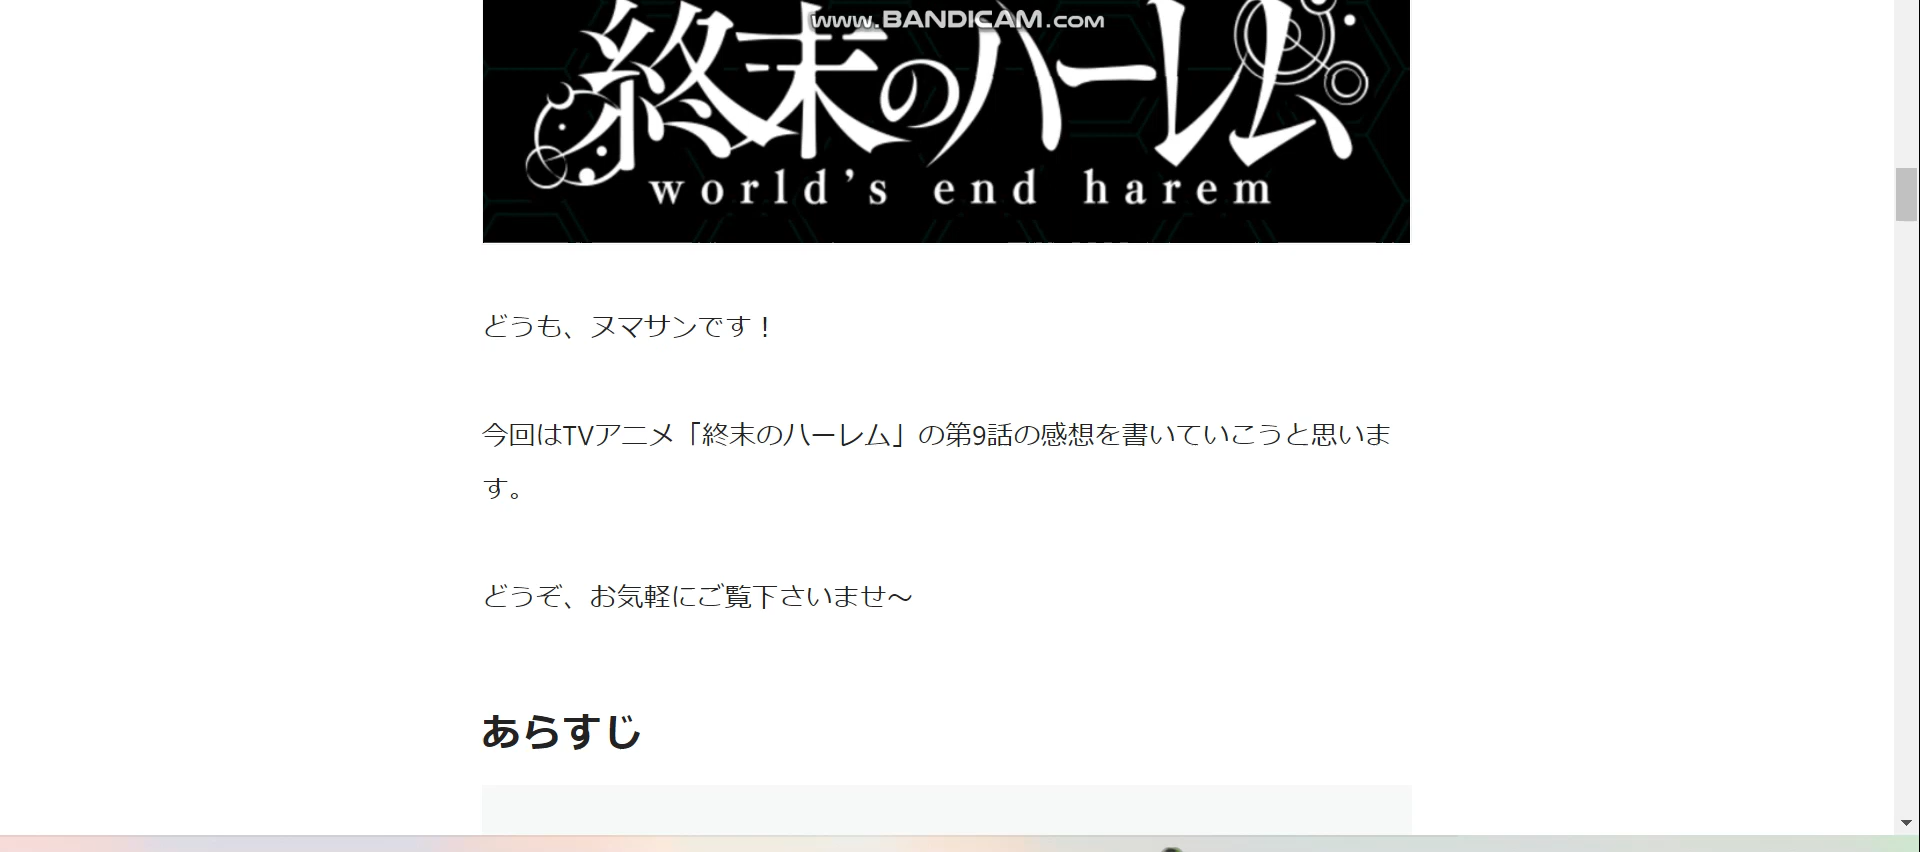 www.BANDICAM.com
終末のハーレム
world's end harem
どうも、ヌマサンです！
今回はTVアニメ「終末のハーレム」の第9話の感想を書いていこうと思いま
す。
どうぞ、お気軽にご覧下さいませ〜
あらすじ